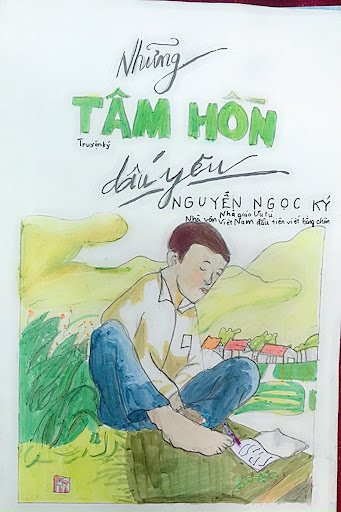 Những
TÂM HỒN
Truyện ký
dấu yêu
NGUYỄN NGỌC KÝ
Nhà giáo Ưu tú
Nhà văn Việt Nam đầu tiên viết bằng chân